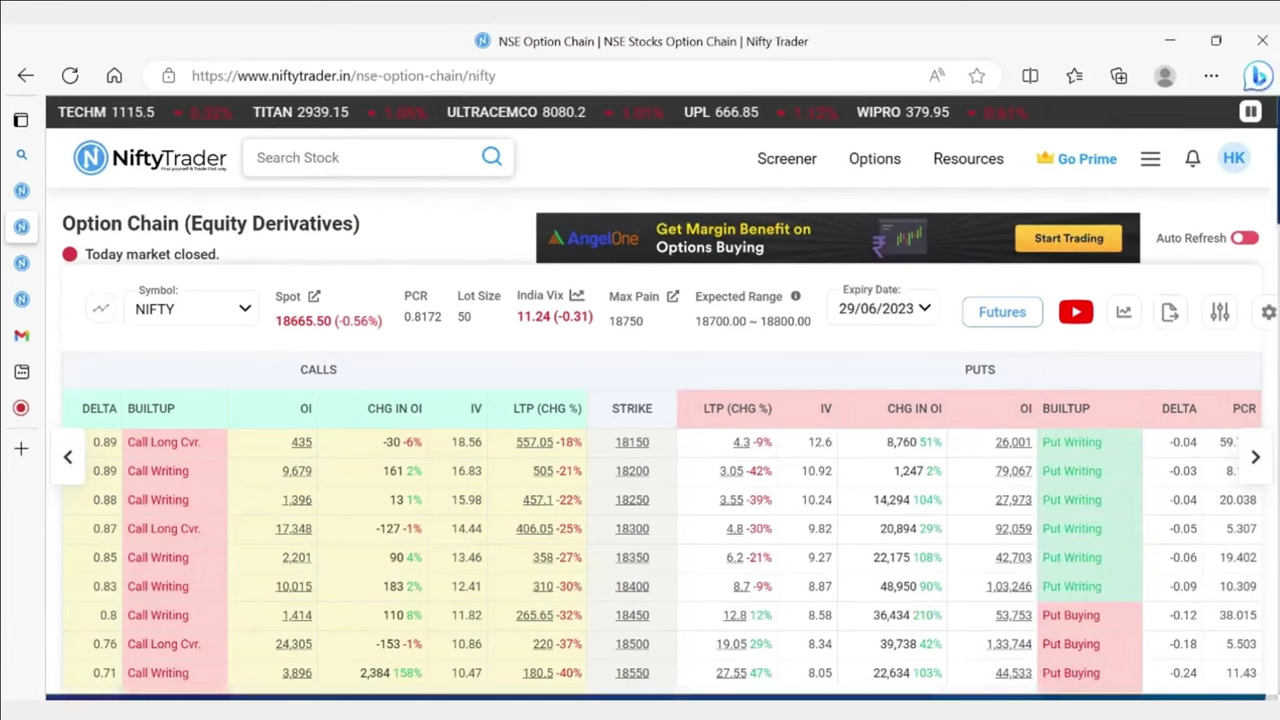 NSE Option Chain | NSE Stocks Option Chain | Nifty Trader
https://www.niftytrader.in/nse-option-chain/nifty
TECHM 1115.5 TITAN 2939.15 ULTRACEMCO 8080.2 UPL 666.85 WIPRO 379.95
NiftyTrader Search Stock Screener Options Resources Go Prime HK
Option Chain (Equity Derivatives)
Today market closed.
AngelOne Get Margin Benefit on Options Buying Start Trading Auto Refresh
Symbol: Spot PCR Lot Size India Vix Max Pain Expected Range Expiry Date:
NIFTY 18665.50 (-0.56%) 0.8172 50 11.24 (-0.31) 18750 18700.00 ~ 18800.00 29/06/2023 Futures
CALLS PUTS
DELTA BUILTUP OI CHG IN OI IV LTP (CHG %) STRIKE LTP (CHG %) IV CHG IN OI OI BUILTUP DELTA PCR
0.89 Call Long Cvr. 435 -30 -6% 18.56 557.05 -18% 18150 4.3 -9% 12.6 8,760 51% 26,001 Put Writing -0.04 59.
0.89 Call Writing 9,679 161 2% 16.83 505 -21% 18200 3.05 -42% 10.92 1,247 2% 79,067 Put Writing -0.03 8.
0.88 Call Writing 1,396 13 1% 15.98 457.1 -22% 18250 3.55 -39% 10.24 14,294 104% 27,973 Put Writing -0.04 20.038
0.87 Call Long Cvr. 17,348 -127 -1% 14.44 406.05 -25% 18300 4.8 -30% 9.82 20,894 29% 92,059 Put Writing -0.05 5.307
0.85 Call Writing 2,201 90 4% 13.46 358 -27% 18350 6.2 -21% 9.27 22,175 108% 42,703 Put Writing -0.06 19.402
0.83 Call Writing 10,015 183 2% 12.41 310 -30% 18400 8.7 -9% 8.87 48,950 90% 1,03,246 Put Writing -0.09 10.309
0.8 Call Writing 1,414 110 8% 11.82 265.65 -32% 18450 12.8 12% 8.58 36,434 210% 53,753 Put Buying -0.12 38.015
0.76 Call Long Cvr. 24,305 -153 -1% 10.86 220 -37% 18500 19.05 29% 8.34 39,738 42% 1,33,744 Put Buying -0.18 5.503
0.71 Call Writing 3,896 2,384 158% 10.47 180.5 -40% 18550 27.55 47% 8.05 22,634 103% 44,533 Put Buying -0.24 11.43